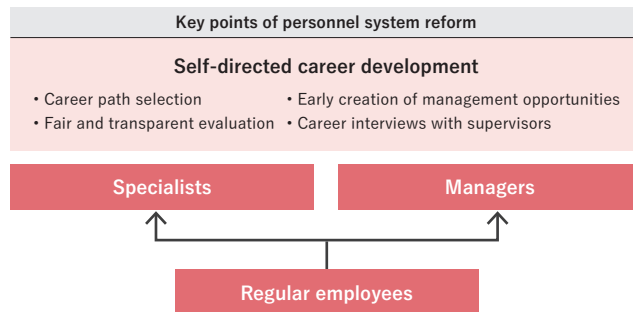 Key points of personnel system reform
Self-directed career development
• Career path selection
• Early creation of management opportunities
• Fair and transparent evaluation
• Career interviews with supervisors
Specialists
Managers
Regular employees